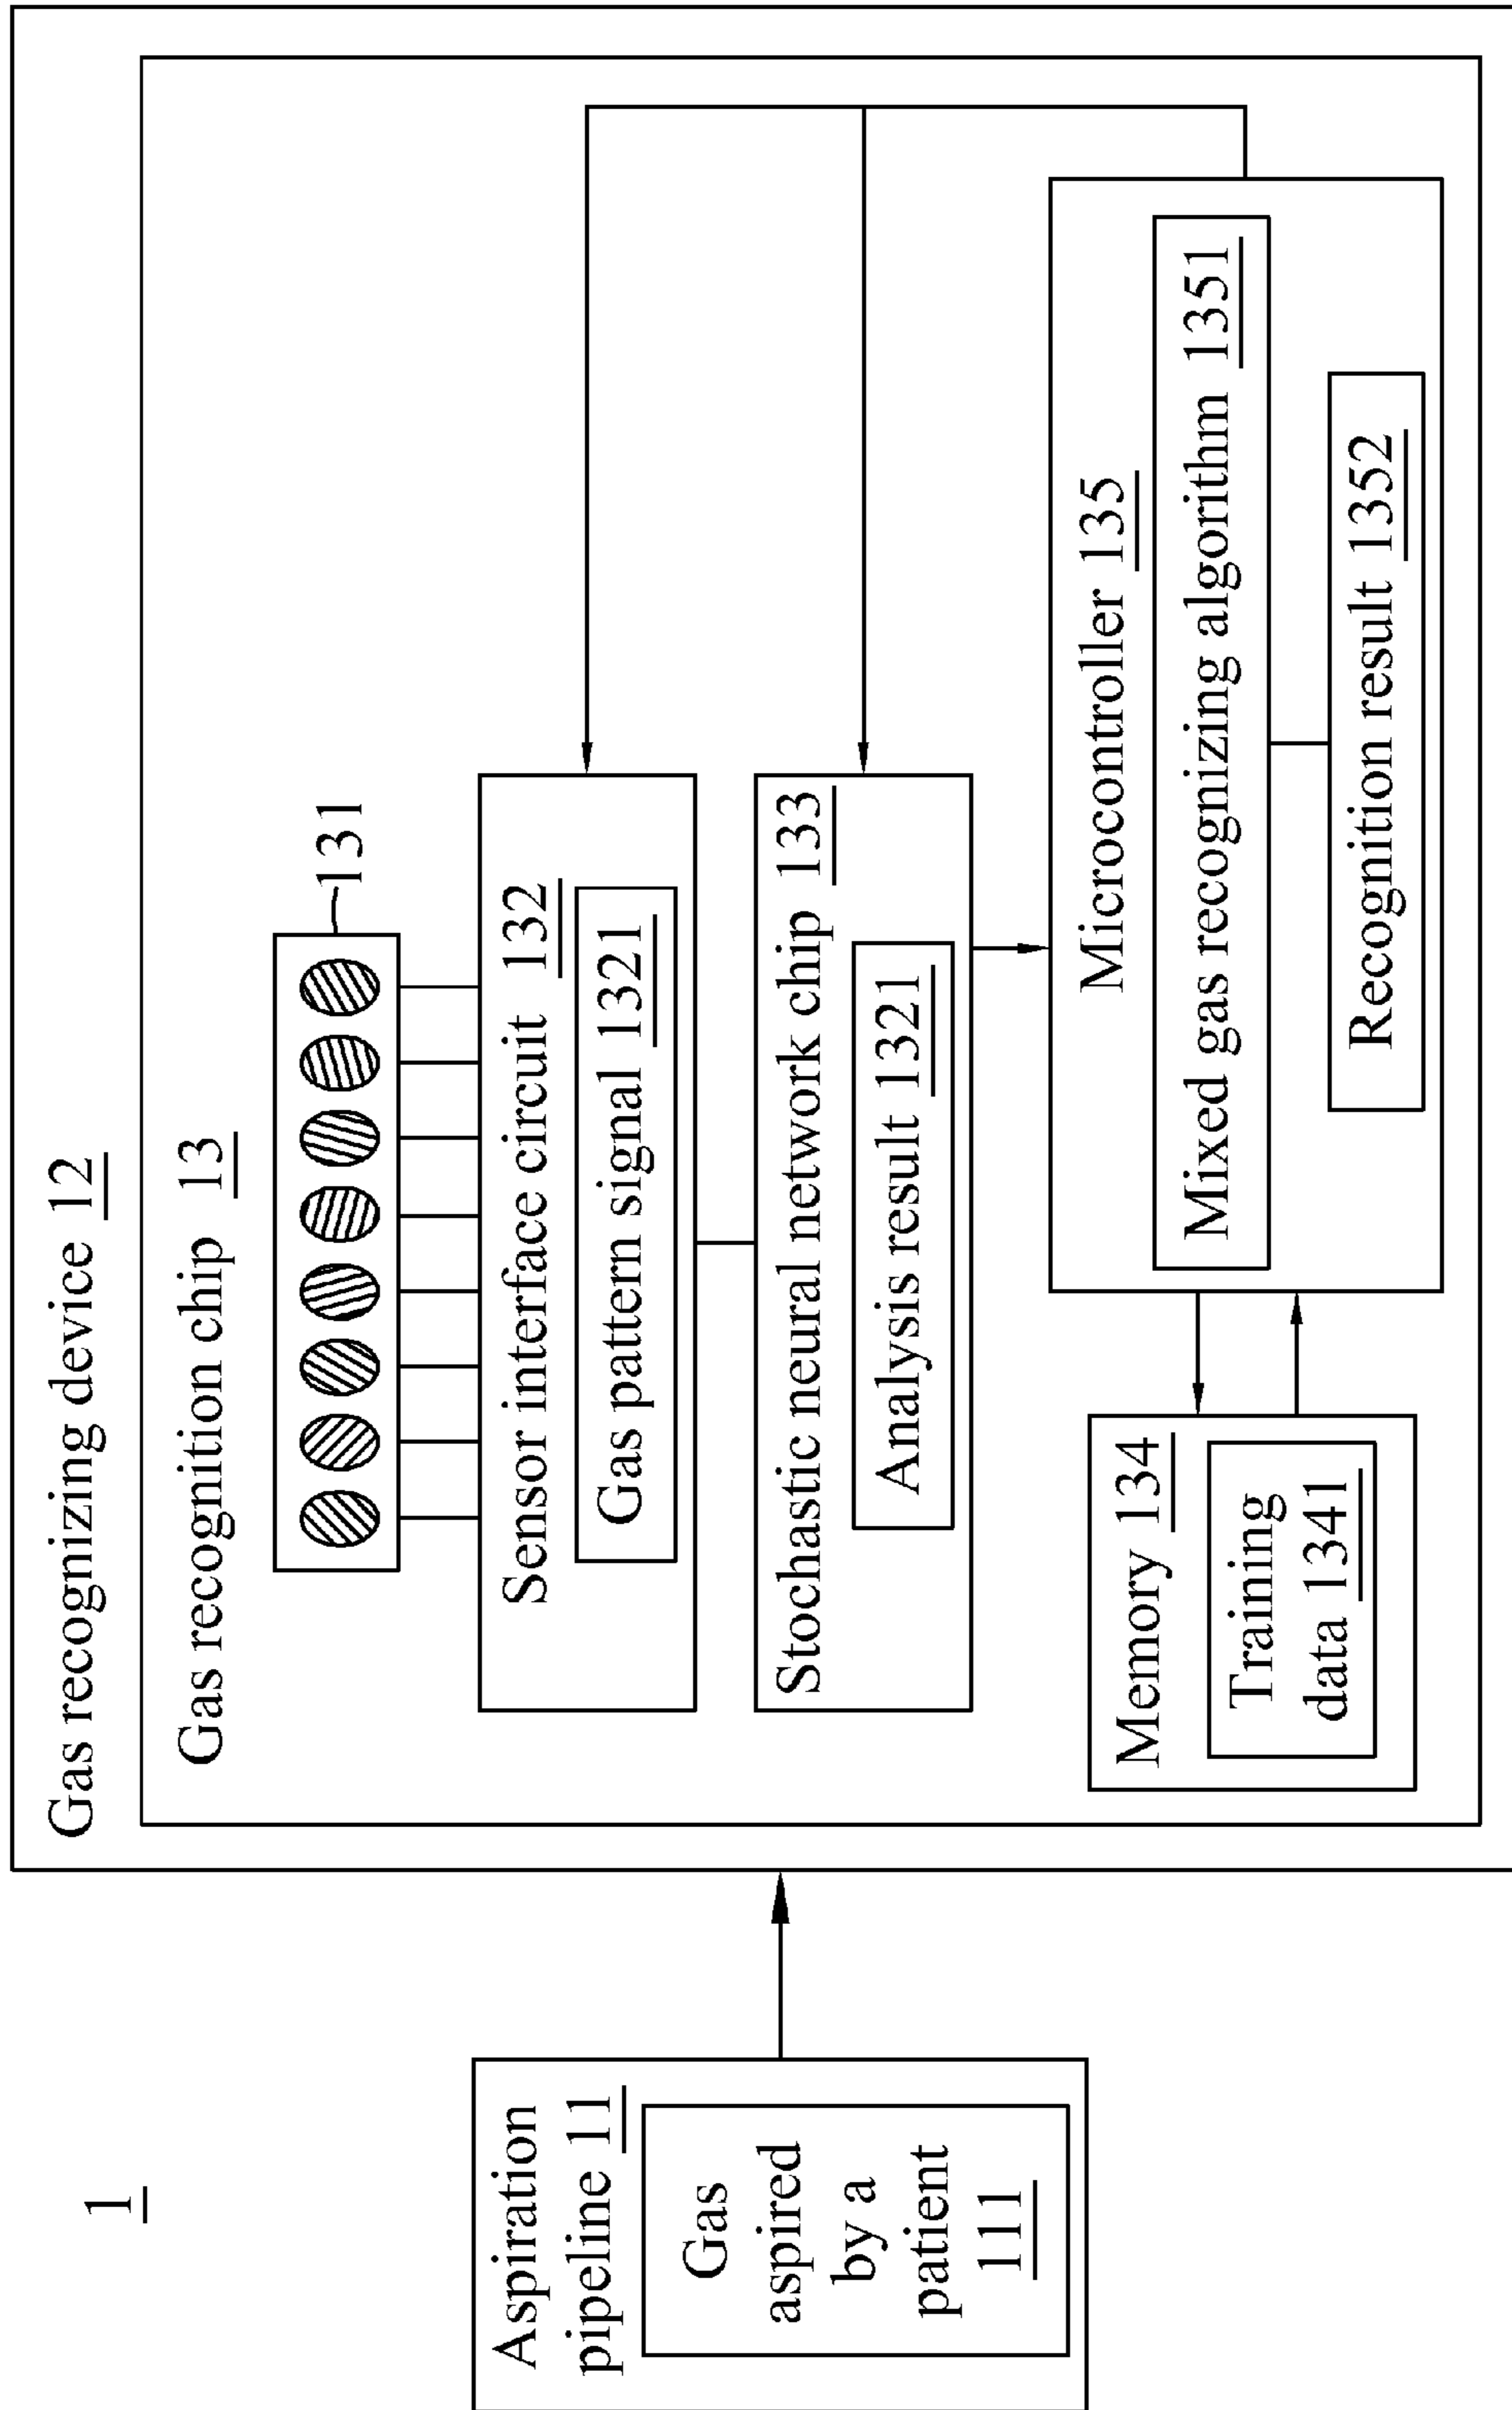 1
Aspiration
pipeline 11
Gas
aspired
by a
patient
111
Gas recognizing device 12
Gas recognition chip 13
131
Sensor interface circuit 132
Gas pattern signal 1321
Stochastic neural network chip 133
Analysis result 1321
Memory 134
Training
data 1341
Microcontroller 135
Mixed gas recognizing algorithm 1351
Recognition result 1352